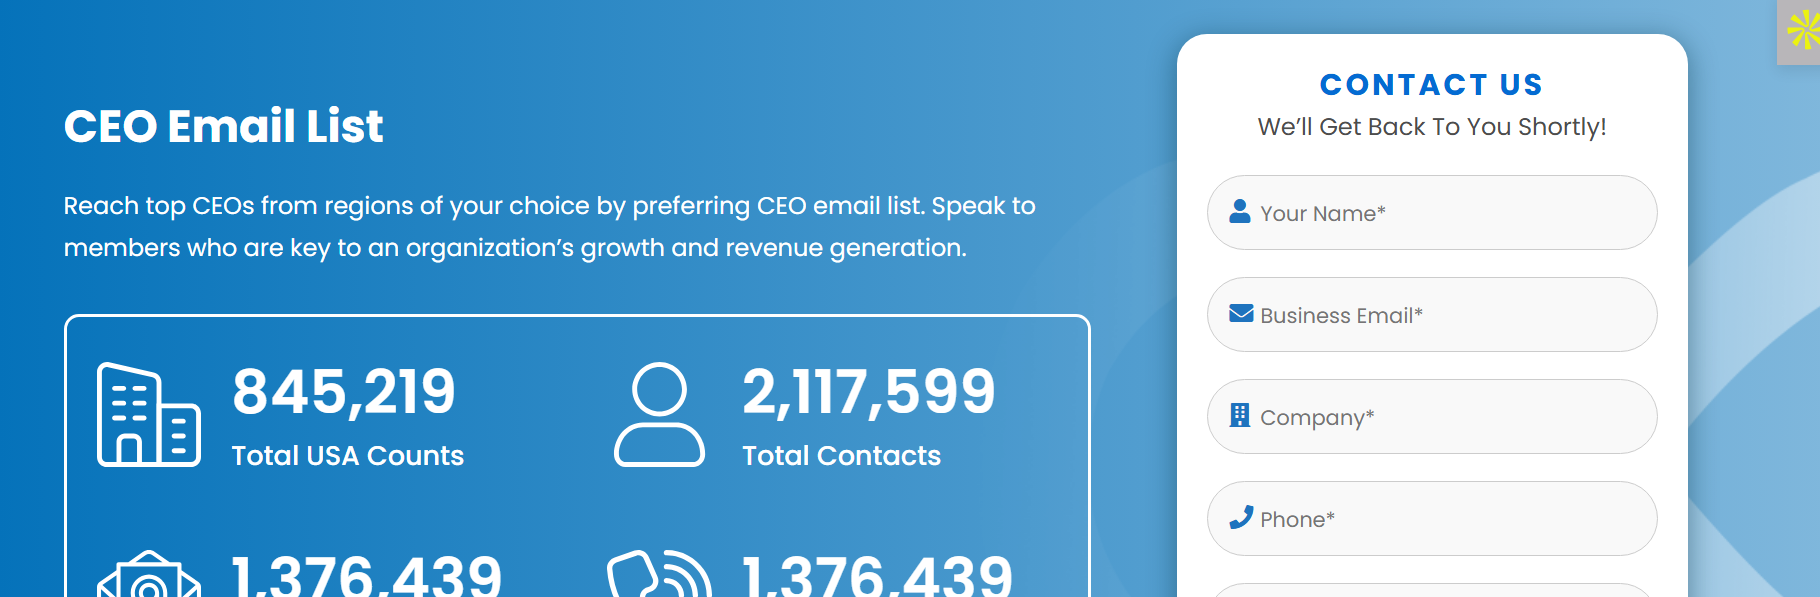 CEO Email List
Reach top CEOs from regions of your choice by preferring CEO email list. Speak to
members who are key to an organization’s growth and revenue generation.
845,219
Total USA Counts
2,117,599
Total Contacts
1,376,439
1,376,439
CONTACT US
We’ll Get Back To You Shortly!
Your Name*
Business Email*
Company*
Phone*